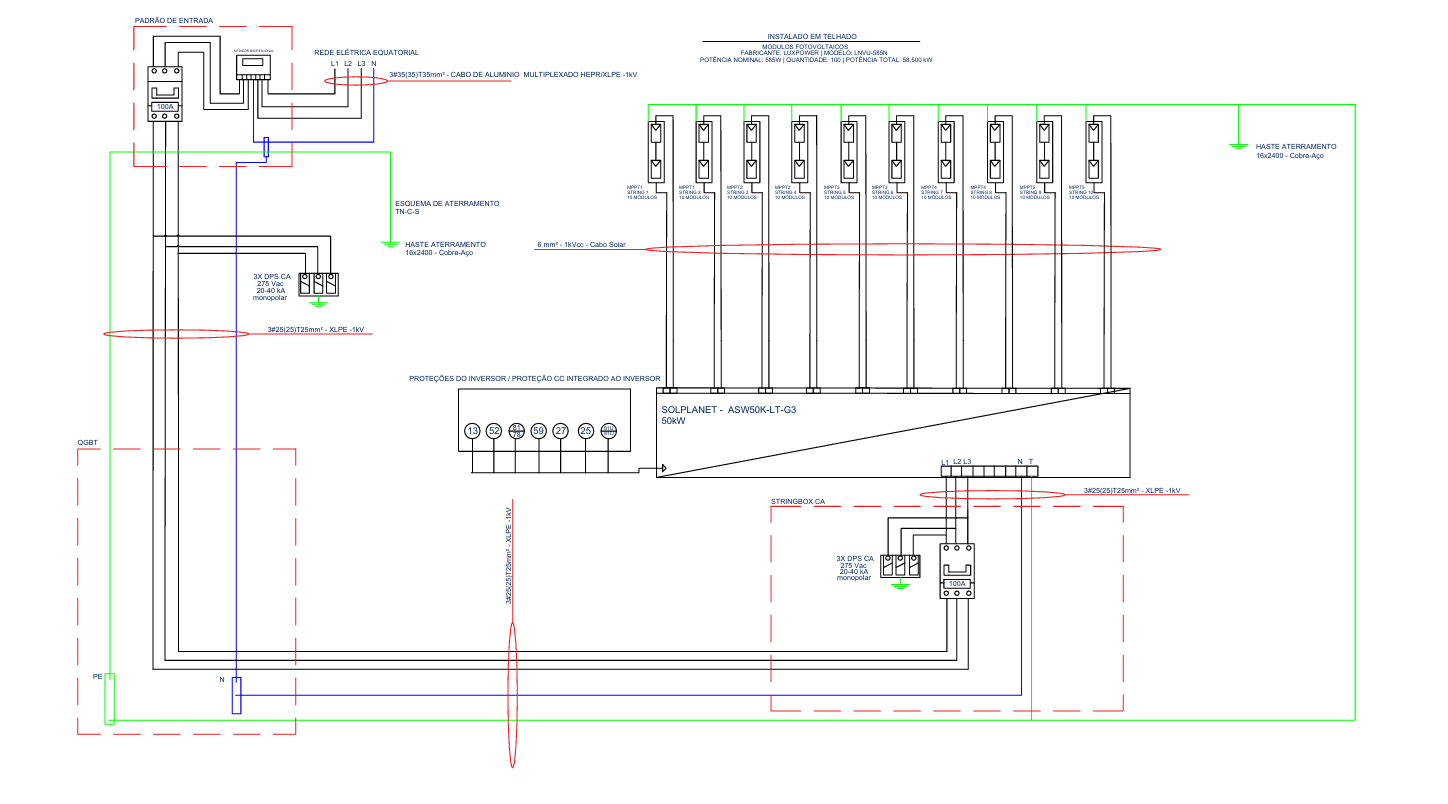 PADRÃO DE ENTRADA
MEDIDOR BIDIRECIONAL
100A
REDE ELÉTRICA EQUATORIAL
L1 L2 L3 N
3#35(35)T35mm² - CABO DE ALUMINIO MULTIPLEXADO HEPR/XLPE -1kV
INSTALADO EM TELHADO
MÓDULOS FOTOVOLTAICOS
FABRICANTE: LUXPOWER | MODELO: LNVU-585N
POTÊNCIA NOMINAL: 585W | QUANTIDADE: 100 | POTÊNCIA TOTAL: 58,500 kW
HASTE ATERRAMENTO
16x2400 - Cobre-Aço
MPPT1
STRING 1
10 MÓDULOS
MPPT1
STRING 2
10 MÓDULOS
MPPT2
STRING 3
10 MÓDULOS
MPPT2
STRING 4
10 MÓDULOS
MPPT3
STRING 5
10 MÓDULOS
MPPT3
STRING 6
10 MÓDULOS
MPPT4
STRING 7
10 MÓDULOS
MPPT4
STRING 8
10 MÓDULOS
MPPT5
STRING 9
10 MÓDULOS
MPPT5
STRING 10
10 MÓDULOS
ESQUEMA DE ATERRAMENTO
TN-C-S
HASTE ATERRAMENTO
16x2400 - Cobre-Aço
6 mm² - 1kVcc - Cabo Solar
3X DPS CA
275 Vac
20-40 kA
monopolar
3#25(25)T25mm² - XLPE -1kV
PROTEÇÕES DO INVERSOR / PROTEÇÃO CC INTEGRADO AO INVERSOR
13 52 81 78 59 27 25
SOLPLANET - ASW50K-LT-G3
50kW
L1 L2 L3 N T
QGBT
3#25(25)T25mm² - XLPE -1kV
STRINGBOX CA
3#25(25)T25mm² - XLPE -1kV
3X DPS CA
275 Vac
20-40 kA
monopolar
100A
PE
N